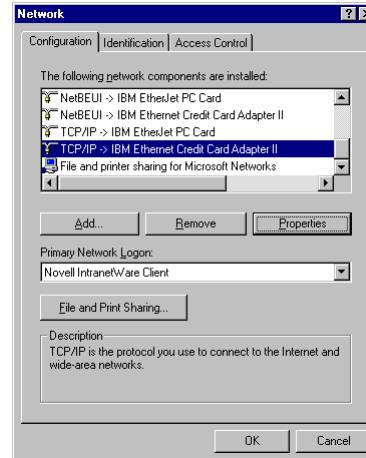 Network
Configuration Identification Access Control
The following network components are installed:
NetBEUI -> IBM EtherJet PC Card
NetBEUI -> IBM Ethernet Credit Card Adapter II
TCP/IP -> IBM EtherJet PC Card
TCP/IP -> IBM Ethernet Credit Card Adapter II
File and printer sharing for Microsoft Networks
Add... Remove Properties
Primary Network Logon:
Novell IntranetWare Client
File and Print Sharing...
Description
TCP/IP is the protocol you use to connect to the Internet and
wide-area networks.
OK Cancel